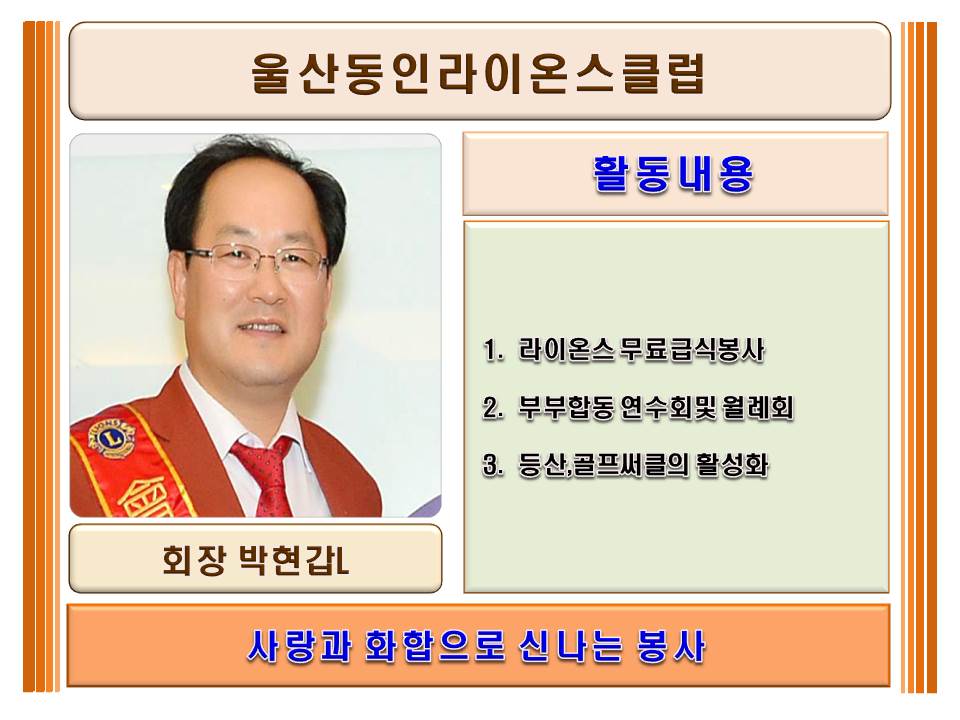 울산동인라이온스클럽
활동내용
1. 라이온스 무료급식봉사
2. 부부합동 연수회및 월례회
3. 등산,골프써클의 활성화
LIONS
L
회장 박현갑L
사랑과 화합으로 신나는 봉사